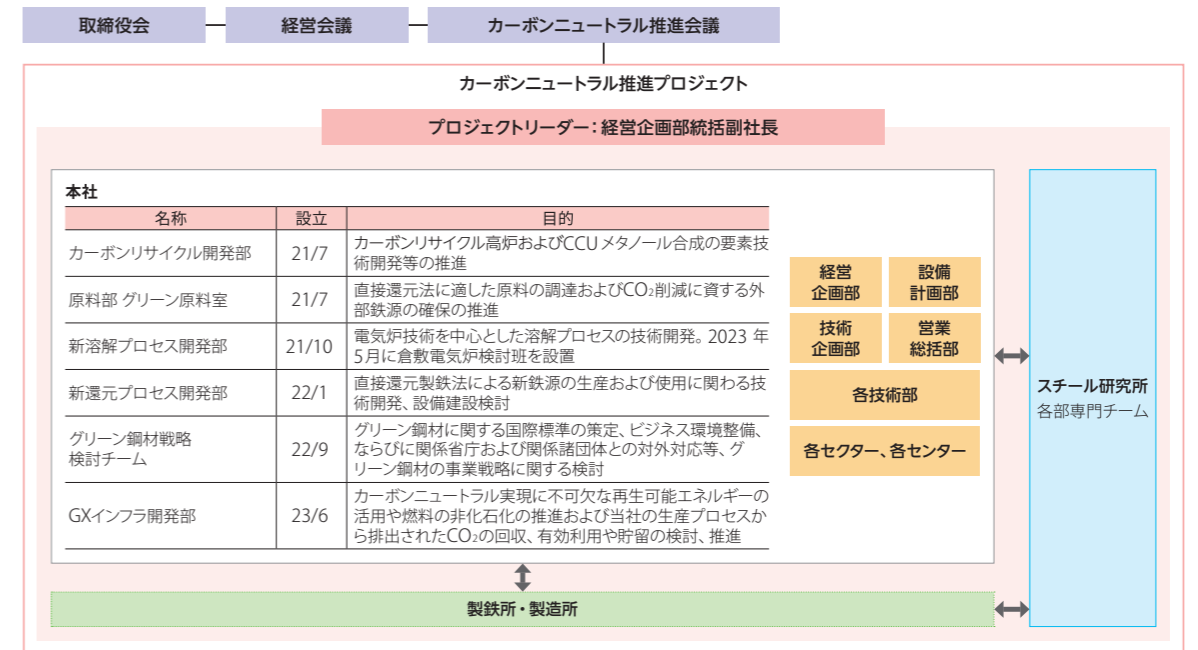 取締役会
経営会議
カーボンニュートラル推進会議
カーボンニュートラル推進プロジェクト
プロジェクトリーダー：経営企画部統括副社長
本社
名称 設立 目的
カーボンリサイクル開発部 21/7
カーボンリサイクル高炉およびCCUメタノール合成の要素技
術開発等の推進
原料部 グリーン原料室 21/7
直接還元法に適した原料の調達およびCO₂削減に資する外
部鉄源の確保の推進
新溶解プロセス開発部 21/10
電気炉技術を中心とした溶解プロセスの技術開発。2023 年
5月に倉敷電気炉検討班を設置
新還元プロセス開発部 22/1
直接還元製鉄法による新鉄源の生産および使用に関わる技
術開発、設備建設検討
グリーン鋼材戦略
検討チーム
22/9
グリーン鋼材に関する国際標準の策定、ビジネス環境整備、
ならびに関係省庁および関係諸団体との対外対応等、グ
リーン鋼材の事業戦略に関する検討
GXインフラ開発部 23/6
カーボンニュートラル実現に不可欠な再生可能エネルギーの
活用や燃料の非化石化の推進および当社の生産プロセスか
ら排出されたCO₂の回収、有効利用や貯留の検討、推進
経営
企画部
設備
計画部
技術
企画部
営業
総括部
各技術部
各セクター、各センター
スチール研究所
各部専門チーム
製鉄所・製造所